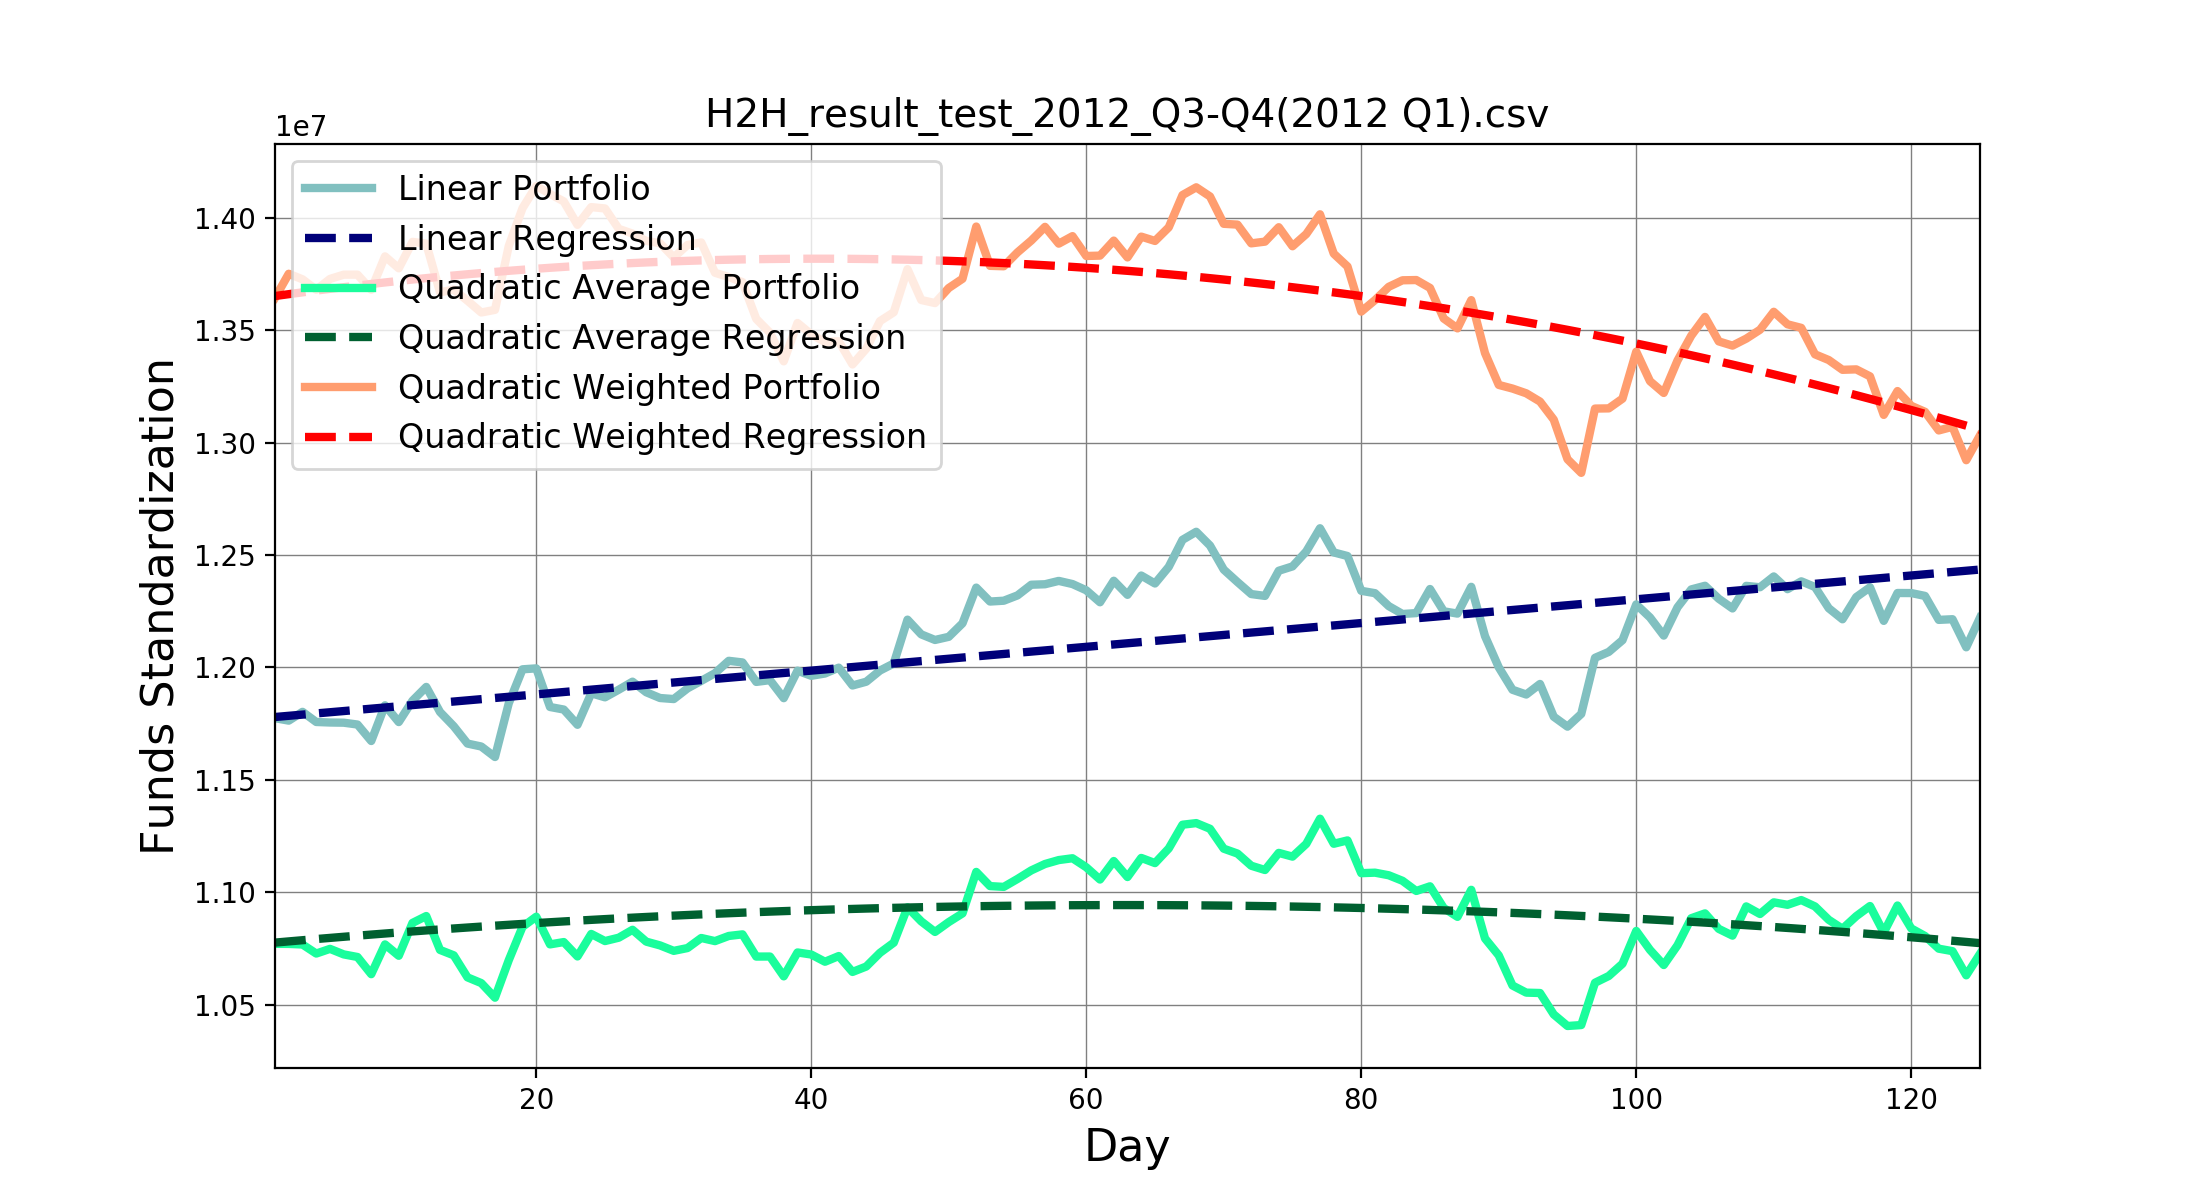 H2H_result_test_2012_Q3-Q4(2012 Q1).csv
1e7
Linear Portfolio
Linear Regression
Quadratic Average Portfolio
Quadratic Average Regression
Quadratic Weighted Portfolio
Quadratic Weighted Regression
1.40
1.35
1.30
1.25
1.20
1.15
1.10
1.05
Funds Standardization
20 40 60 80 100 120
Day